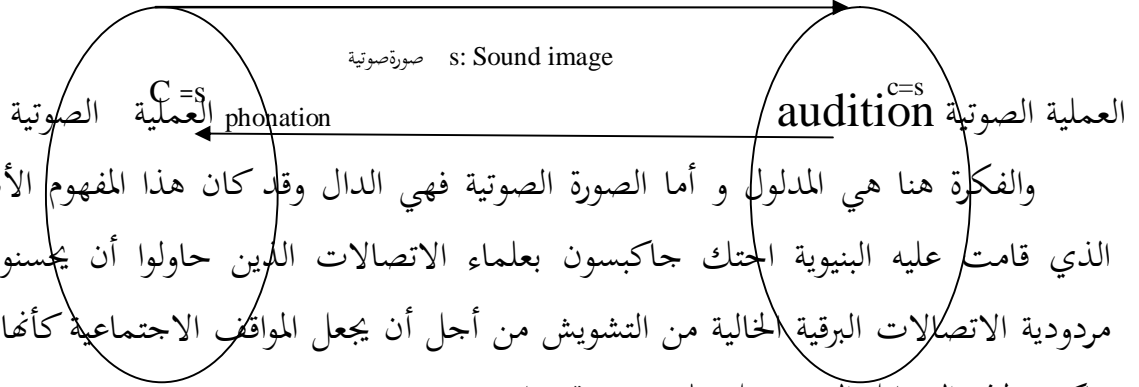 صورةصوتية s: Sound image
C =s c=s
العملية الصوتية audition phonation العملية الصوتية
والفكرة هنا هي المدلول و أما الصورة الصوتية فهي الدال وقد كان هذا المفهوم
الذي قامت عليه البنيوية احتك جاكبسون بعلماء الاتصالات الذين حاولوا أن
مردودية الاتصالات البرقية الخالية من التشويش من أجل أن يجعل المواقف الاجتماعية كأنها